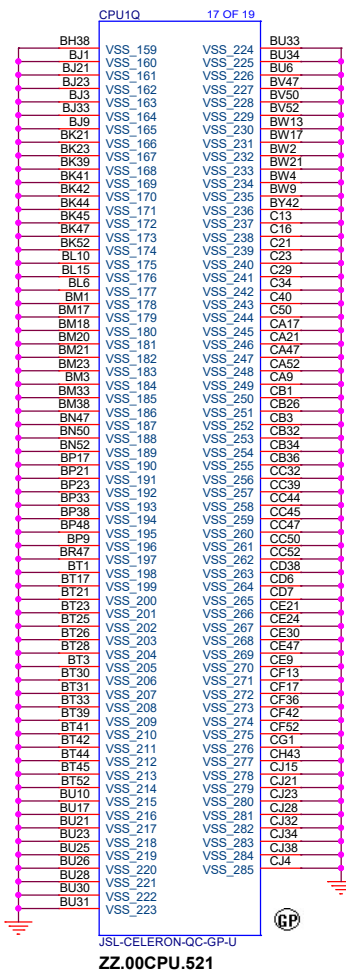 CPU1Q 17 OF 19
BH38 VSS_159 VSS_224 BU33
BJ1 VSS_160 VSS_225 BU34
BJ21 VSS_161 VSS_226 BU6
BJ23 VSS_162 VSS_227 BV47
BJ3 VSS_163 VSS_228 BV50
BJ33 VSS_164 VSS_229 BV52
BJ9 VSS_165 VSS_230 BW13
BK21 VSS_166 VSS_231 BW17
BK23 VSS_167 VSS_232 BW2
BK39 VSS_168 VSS_233 BW21
BK41 VSS_169 VSS_234 BW4
BK42 VSS_170 VSS_235 BW9
BK44 VSS_171 VSS_236 BY42
BK45 VSS_172 VSS_237 C13
BK47 VSS_173 VSS_238 C16
BK52 VSS_174 VSS_239 C21
BL10 VSS_175 VSS_240 C23
BL15 VSS_176 VSS_241 C29
BL6 VSS_177 VSS_242 C34
BM1 VSS_178 VSS_243 C40
BM17 VSS_179 VSS_244 C50
BM18 VSS_180 VSS_245 CA17
BM20 VSS_181 VSS_246 CA21
BM21 VSS_182 VSS_247 CA47
BM23 VSS_183 VSS_248 CA52
BM3 VSS_184 VSS_249 CA9
BM33 VSS_185 VSS_250 CB1
BM38 VSS_186 VSS_251 CB26
BN47 VSS_187 VSS_252 CB3
BN50 VSS_188 VSS_253 CB32
BN52 VSS_189 VSS_254 CB34
BP17 VSS_190 VSS_255 CB36
BP21 VSS_191 VSS_256 CC32
BP23 VSS_192 VSS_257 CC39
BP33 VSS_193 VSS_258 CC44
BP38 VSS_194 VSS_259 CC45
BP48 VSS_195 VSS_260 CC47
BP9 VSS_196 VSS_261 CC50
BR47 VSS_197 VSS_262 CC52
BT1 VSS_198 VSS_263 CD38
BT17 VSS_199 VSS_264 CD6
BT21 VSS_200 VSS_265 CD7
BT23 VSS_201 VSS_266 CE21
BT25 VSS_202 VSS_267 CE24
BT26 VSS_203 VSS_268 CE30
BT28 VSS_204 VSS_269 CE47
BT3 VSS_205 VSS_270 CE9
BT30 VSS_206 VSS_271 CF13
BT31 VSS_207 VSS_272 CF17
BT33 VSS_208 VSS_273 CF36
BT39 VSS_209 VSS_274 CF42
BT41 VSS_210 VSS_275 CF52
BT42 VSS_211 VSS_276 CG1
BT44 VSS_212 VSS_277 CH43
BT45 VSS_213 VSS_278 CJ15
BT52 VSS_214 VSS_279 CJ21
BU10 VSS_215 VSS_280 CJ23
BU17 VSS_216 VSS_281 CJ28
BU21 VSS_217 VSS_282 CJ32
BU23 VSS_218 VSS_283 CJ34
BU25 VSS_219 VSS_284 CJ38
BU26 VSS_220 VSS_285 CJ4
BU28 VSS_221
BU30 VSS_222
BU31 VSS_223
GP
JSL-CELERON-QC-GP-U
ZZ.00CPU.521